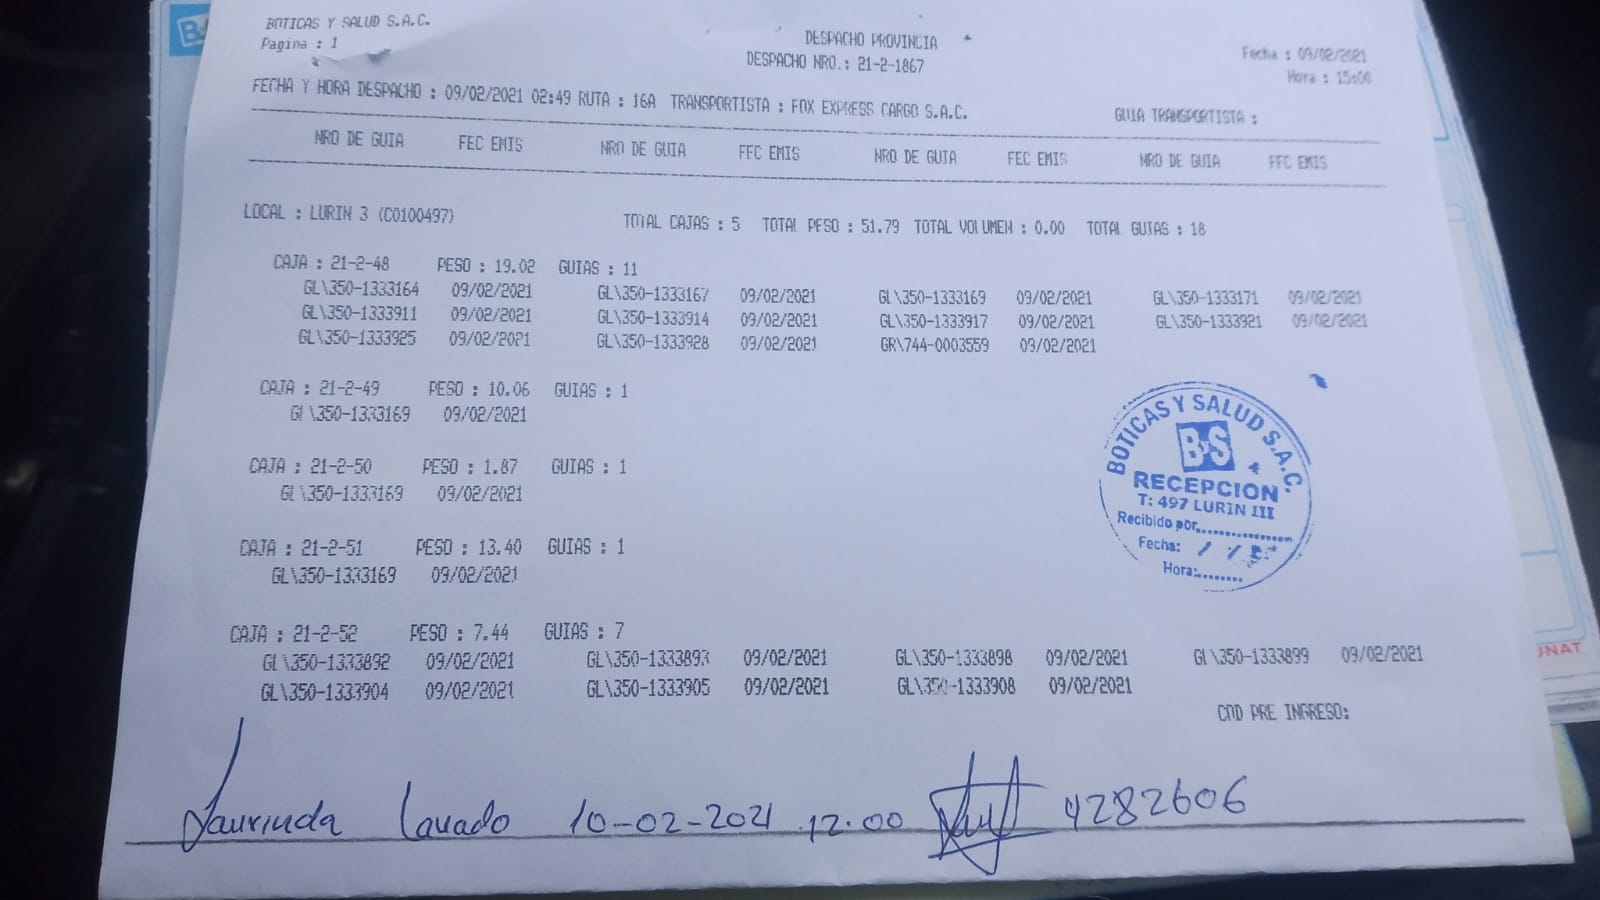 BOTICAS Y SALUD S.A.C.
Pagina : 1
DESPACHO PROVINCIA
DESPACHO NRO.: 21-2-1867
Fecha : 09/02/2021
Hora : 15:00
FECHA Y HORA DESPACHO : 09/02/2021 02:49 RUTA : 16A TRANSPORTISTA : FOX EXPRESS CARGO S.A.C. GUIA TRANSPORTISTA :
NRO DE GUIA FEC EMIS NRO DE GUIA FEC EMIS NRO DE GUIA FEC EMIS NRO DE GUIA FEC EMIS
LOCAL : LURIN 3 (C0100497) TOTAL CAJAS : 5 TOTAL PESO : 51.79 TOTAL VOLUMEN : 0.00 TOTAL GUIAS : 18
CAJA : 21-2-48 PESO : 19.02 GUIAS : 11
GL\350-1333164 09/02/2021 GL\350-1333167 09/02/2021 GL\350-1333169 09/02/2021 GL\350-1333171 09/02/2021
GL\350-1333911 09/02/2021 GL\350-1333914 09/02/2021 GL\350-1333917 09/02/2021 GL\350-1333921 09/02/2021
GL\350-1333925 09/02/2021 GL\350-1333928 09/02/2021 GR\744-0003559 09/02/2021
CAJA : 21-2-49 PESO : 10.06 GUIAS : 1
GL\350-1333169 09/02/2021
CAJA : 21-2-50 PESO : 1.87 GUIAS : 1
GL\350-1333169 09/02/2021
CAJA : 21-2-51 PESO : 13.40 GUIAS : 1
GL\350-1333169 09/02/2021
CAJA : 21-2-52 PESO : 7.44 GUIAS : 7
GL\350-1333892 09/02/2021 GL\350-1333893 09/02/2021 GL\350-1333898 09/02/2021 GL\350-1333899 09/02/2021
GL\350-1333904 09/02/2021 GL\350-1333905 09/02/2021 GL\350-1333908 09/02/2021
COD PRE INGRESO:
BOTICAS Y SALUD S.A.C.
B&S
RECEPCION
T: 497 LURIN III
Recibido por..................
Fecha: / /
Hora:........
Laurinda Lavado 10-02-2021 12:00 4282606
UNAT